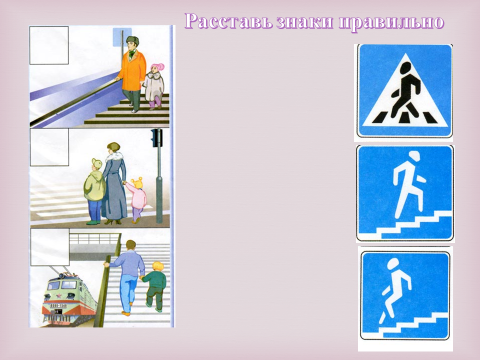 Расставь знаки правильно